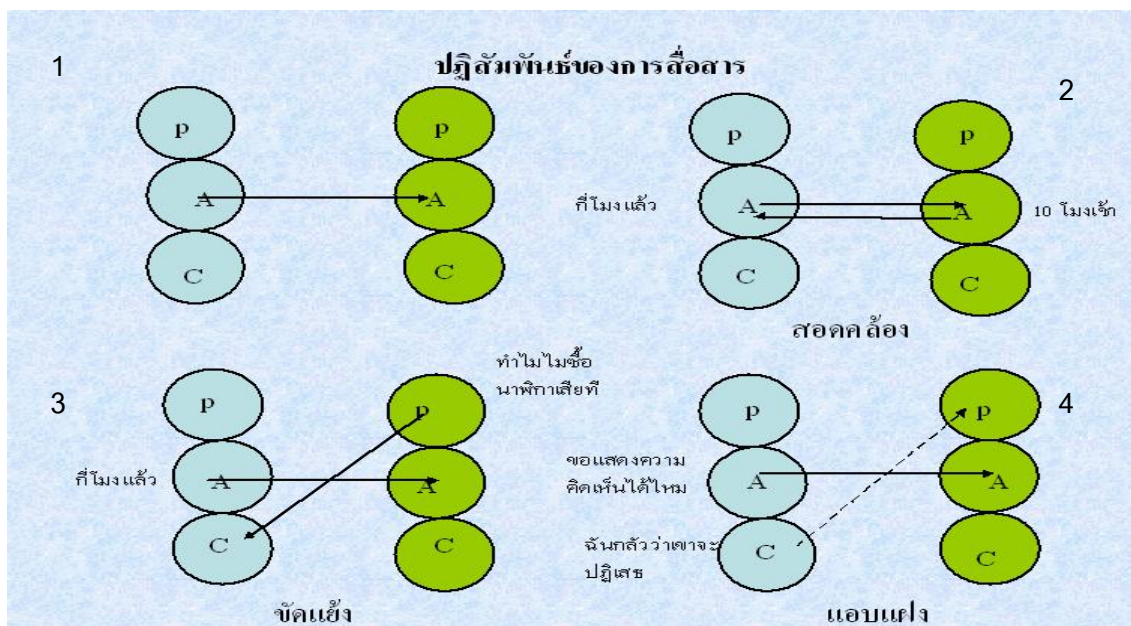 1
ปฏิสัมพันธ์ของการสื่อสาร
P
A
C
P
A
C
2
P
A
C
P
A
C
กี่โมงแล้ว
10 โมงเช้า
สอดคล้อง
3
P
A
C
P
A
C
ทำไมไม่ซื้อ
นาฬิกาเสียที
กี่โมงแล้ว
ขัดแย้ง
4
P
A
C
P
A
C
ขอแสดงความ
คิดเห็นได้ไหม
ฉันกลัวว่าเขาจะ
ปฏิเสธ
แอบแฝง